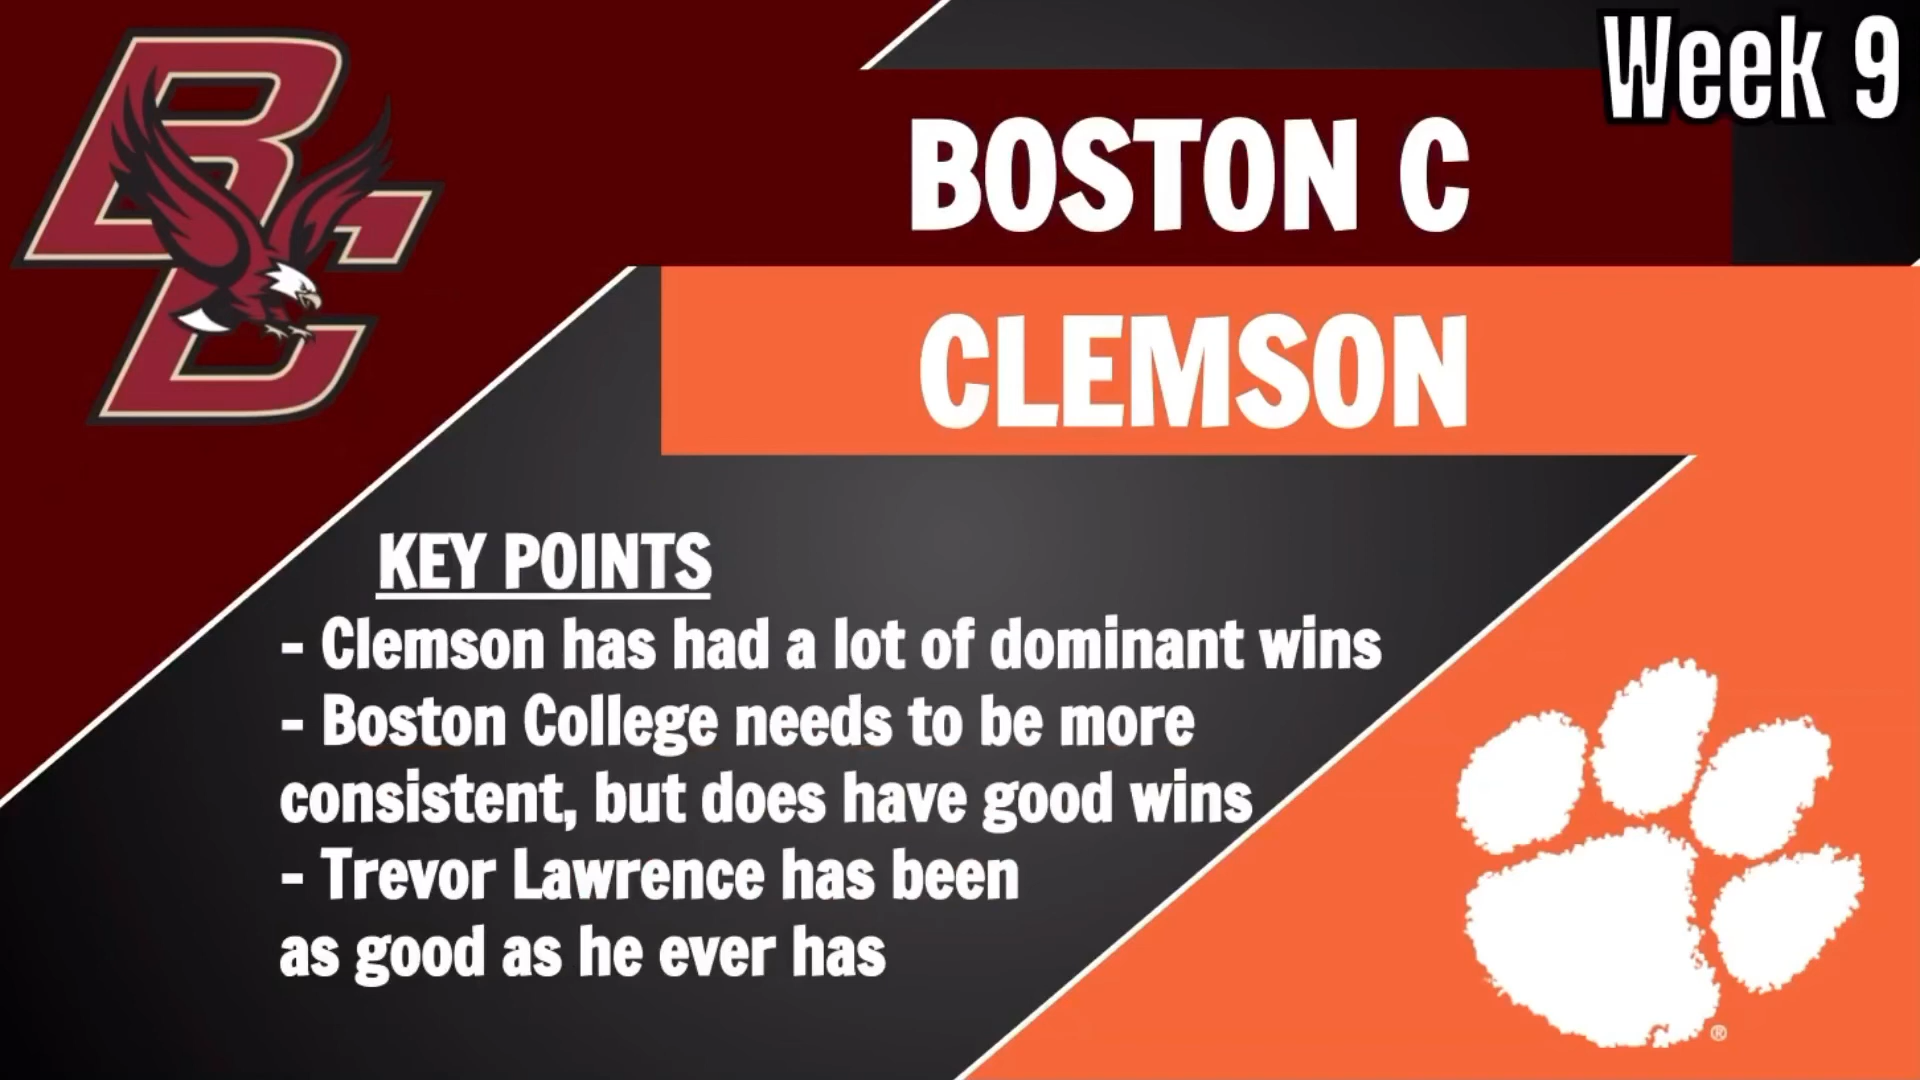 Week 9
BC
BOSTON C
CLEMSON
KEY POINTS
- Clemson has had a lot of dominant wins
- Boston College needs to be more
consistent, but does have good wins
- Trevor Lawrence has been
as good as he ever has
®